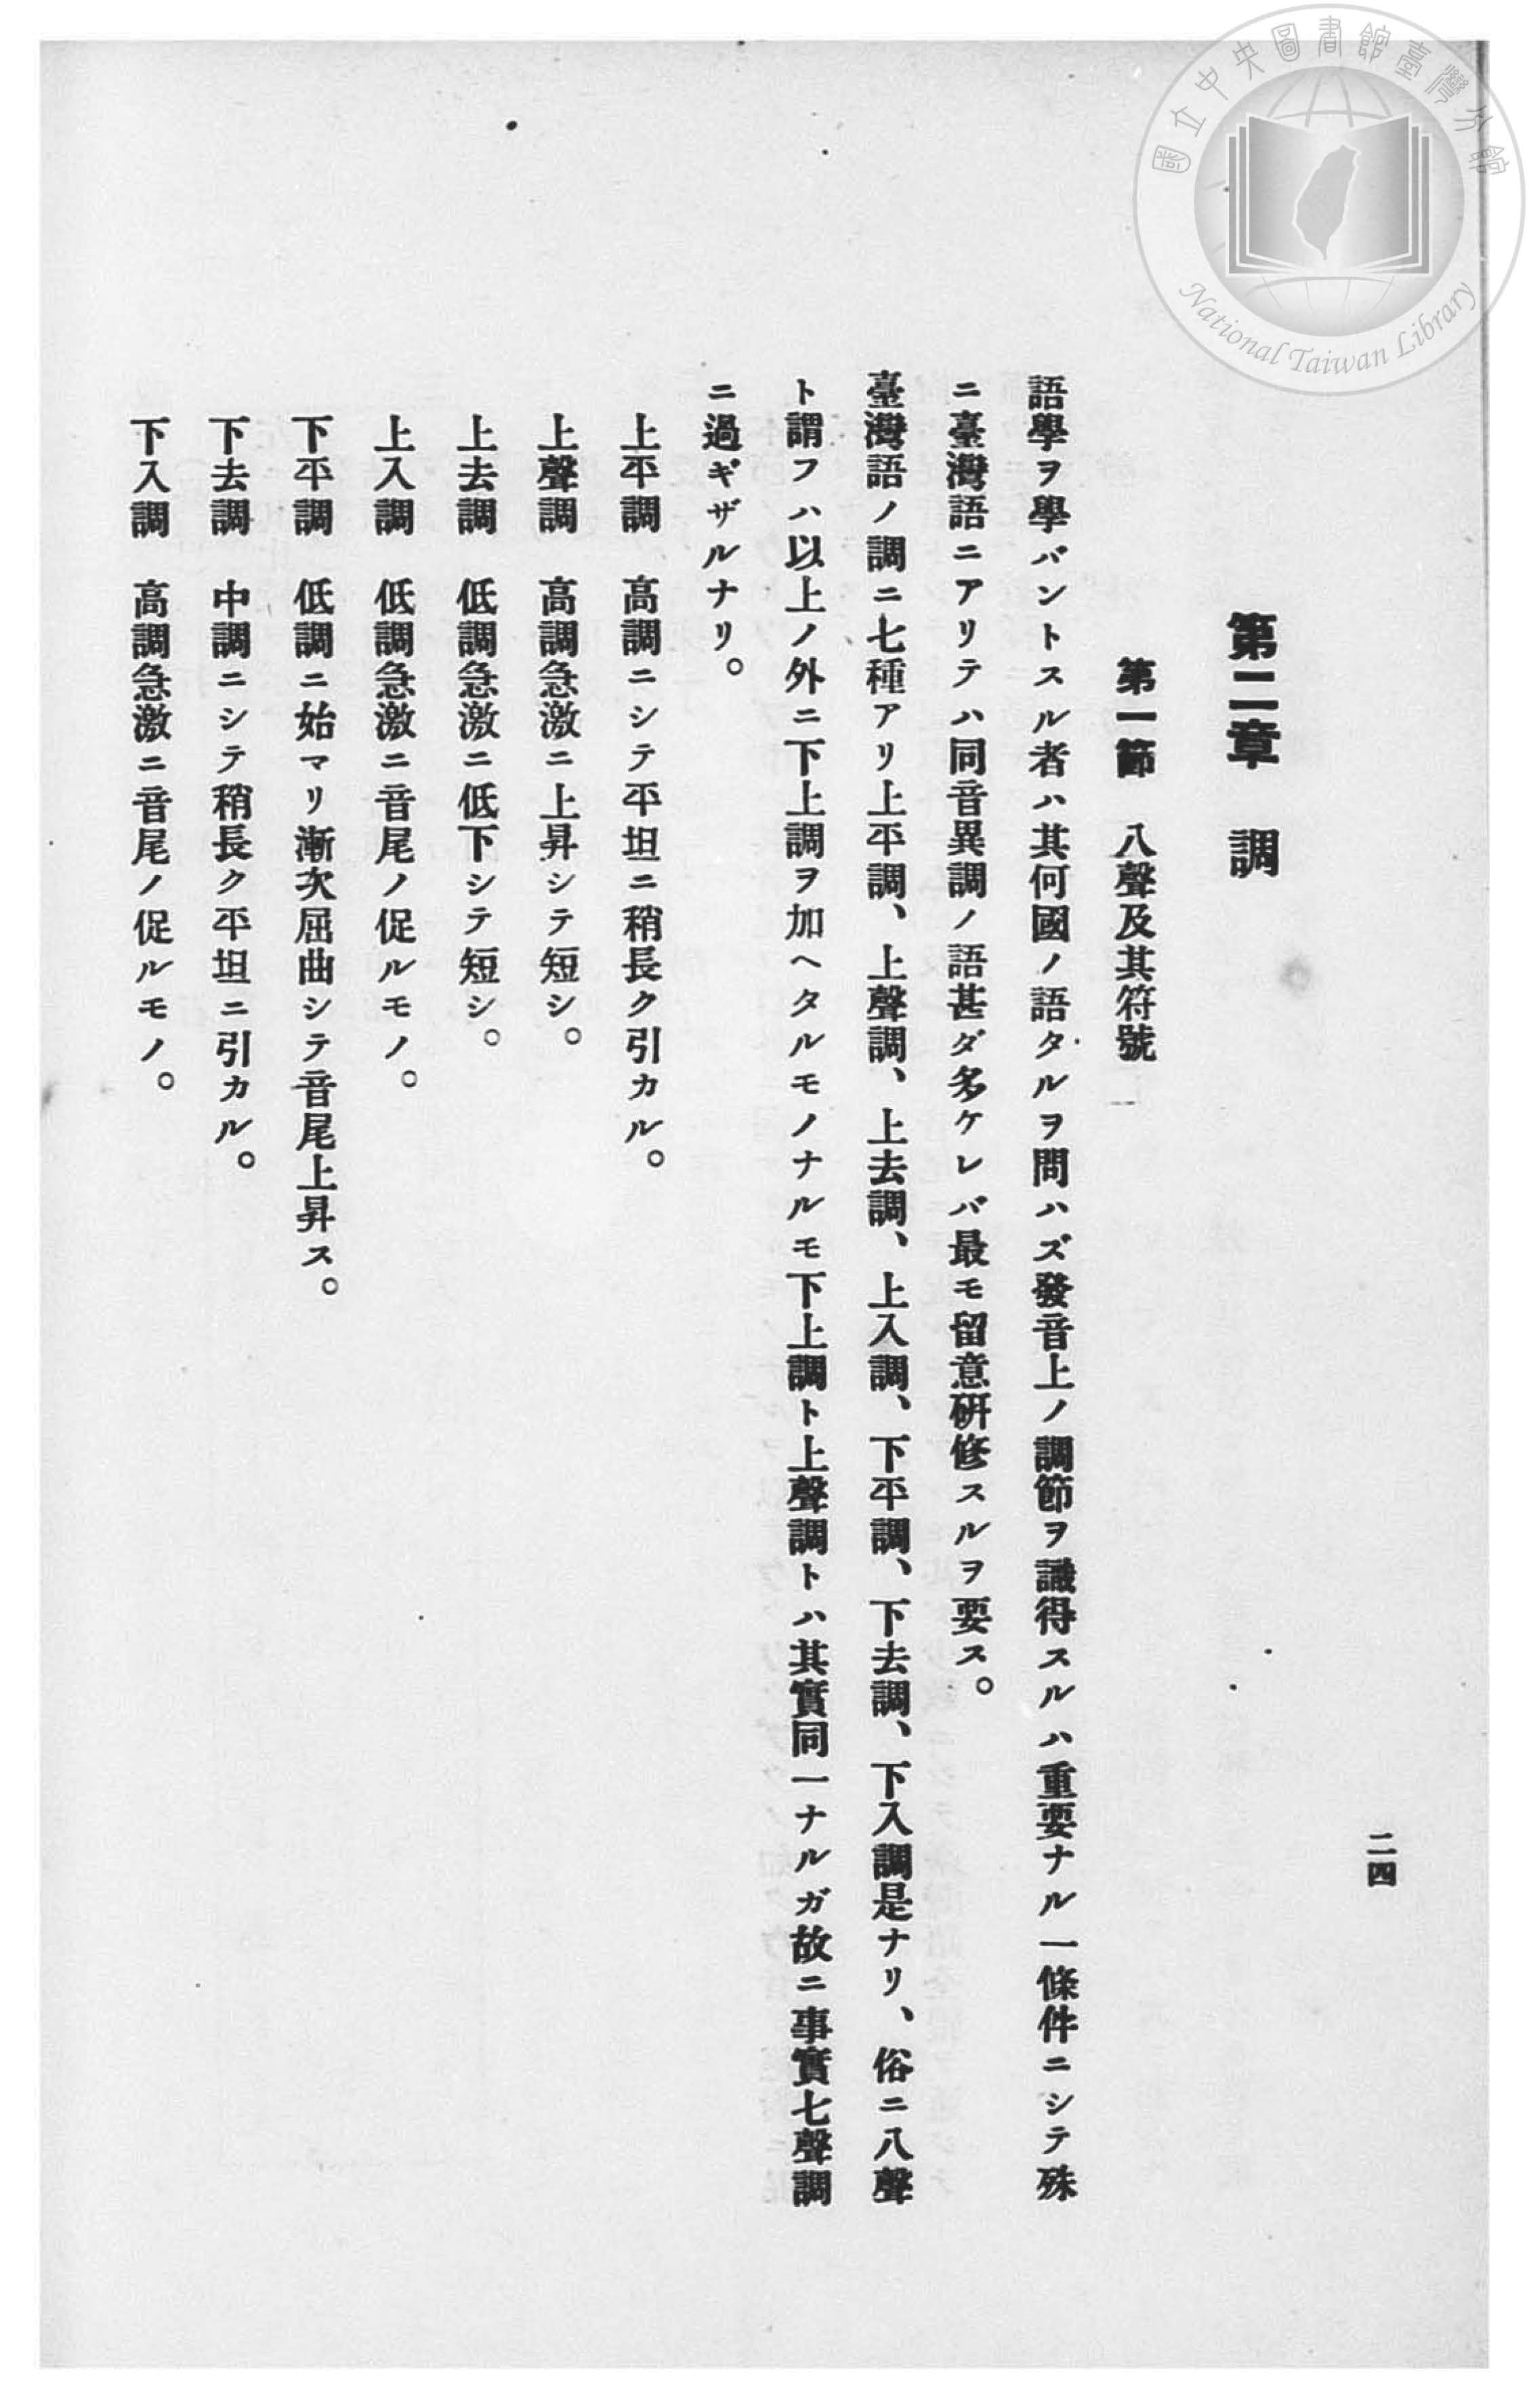 國立中央圖書館臺灣分館
National Taiwan Library
二四
第二章 調
第一節 八聲及其符號
語學ヲ學バントスル者ハ其何國ノ語タルヲ問ハズ發音上ノ調節ヲ識得スルハ重要ナル一條件ニシテ殊
ニ臺灣語ニアリテハ同音異調ノ語甚ダ多ケレバ最モ留意研修スルヲ要ス。
臺灣語ノ調ニ七種アリ上平調、上聲調、上去調、上入調、下平調、下去調、下入調是ナリ、俗ニ八聲
ト謂フハ以上ノ外ニ下上調ヲ加ヘタルモノナルモ下上調ト上聲調トハ其實同一ナルガ故ニ事實七聲調
ニ過ギザルナリ。
上平調 高調ニシテ平坦ニ稍長ク引カル。
上聲調 高調急激ニ上昇シテ短シ。
上去調 低調急激ニ低下シテ短シ。
上入調 低調急激ニ音尾ノ促ルモノ。
下平調 低調ニ始マリ漸次屈曲シテ音尾上昇ス。
下去調 中調ニシテ稍長ク平坦ニ引カル。
下入調 高調急激ニ音尾ノ促ルモノ。